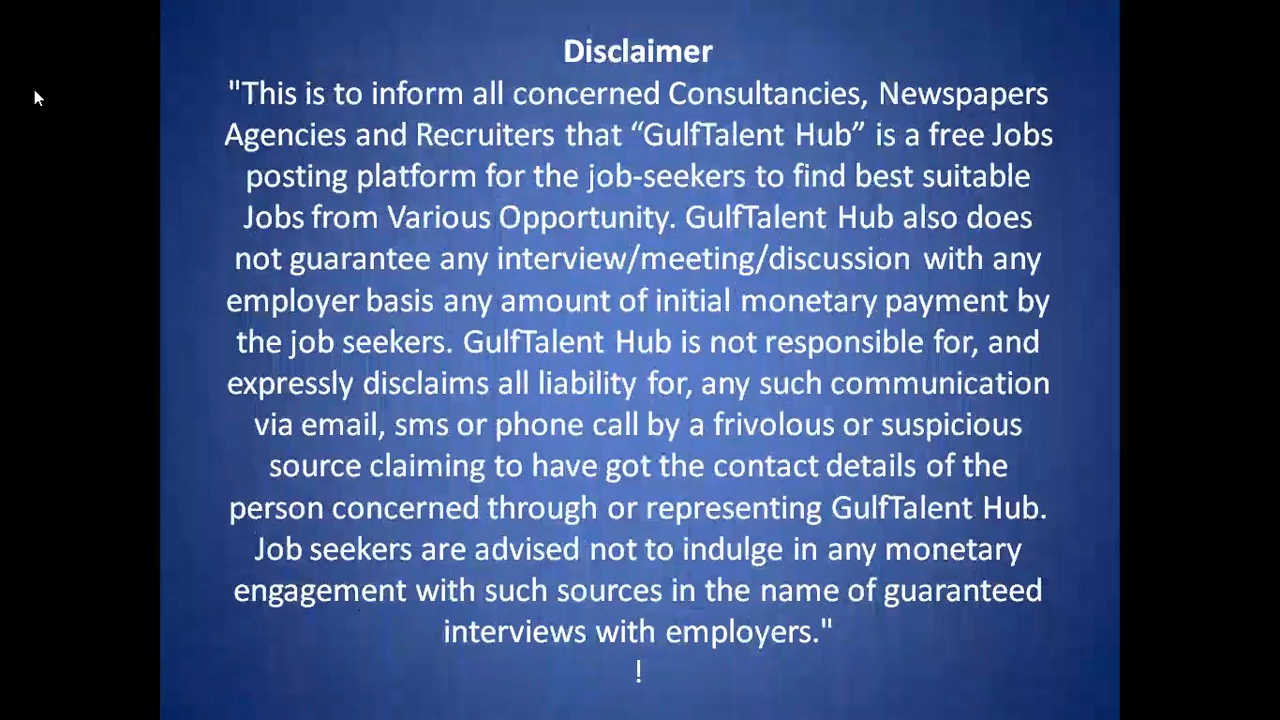 Disclaimer
"This is to inform all concerned Consultancies, Newspapers
Agencies and Recruiters that “GulfTalent Hub” is a free Jobs
posting platform for the job-seekers to find best suitable
Jobs from Various Opportunity. GulfTalent Hub also does
not guarantee any interview/meeting/discussion with any
employer basis any amount of initial monetary payment by
the job seekers. GulfTalent Hub is not responsible for, and
expressly disclaims all liability for, any such communication
via email, sms or phone call by a frivolous or suspicious
source claiming to have got the contact details of the
person concerned through or representing GulfTalent Hub.
Job seekers are advised not to indulge in any monetary
engagement with such sources in the name of guaranteed
interviews with employers."
!